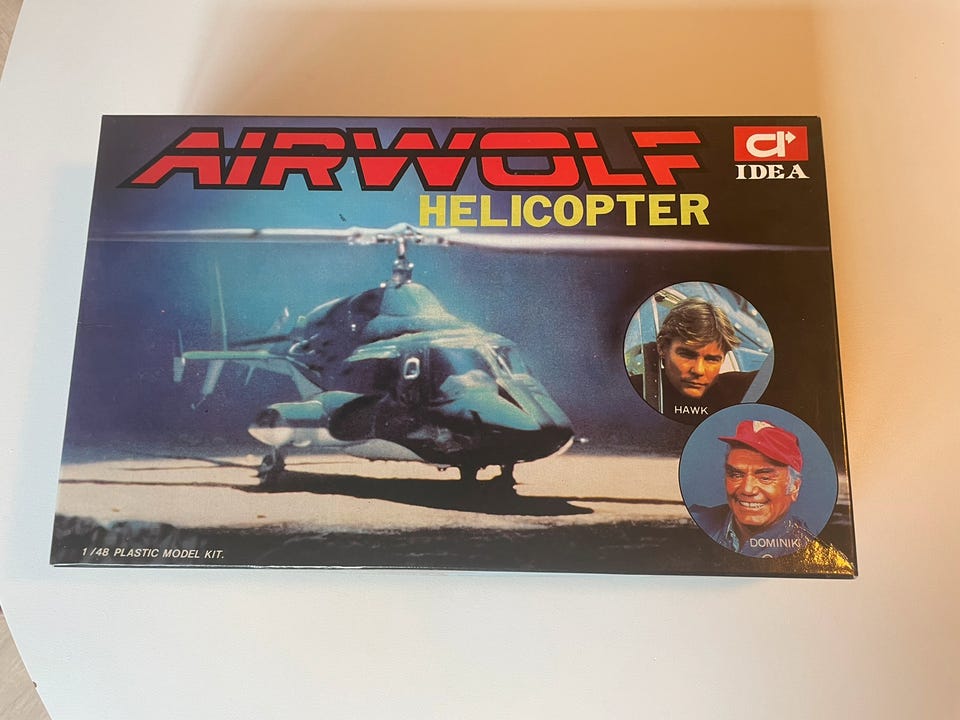 AIRWOLF
HELICOPTER
IDEA
HAWK
DOMINIK
1/48 PLASTIC MODEL KIT.